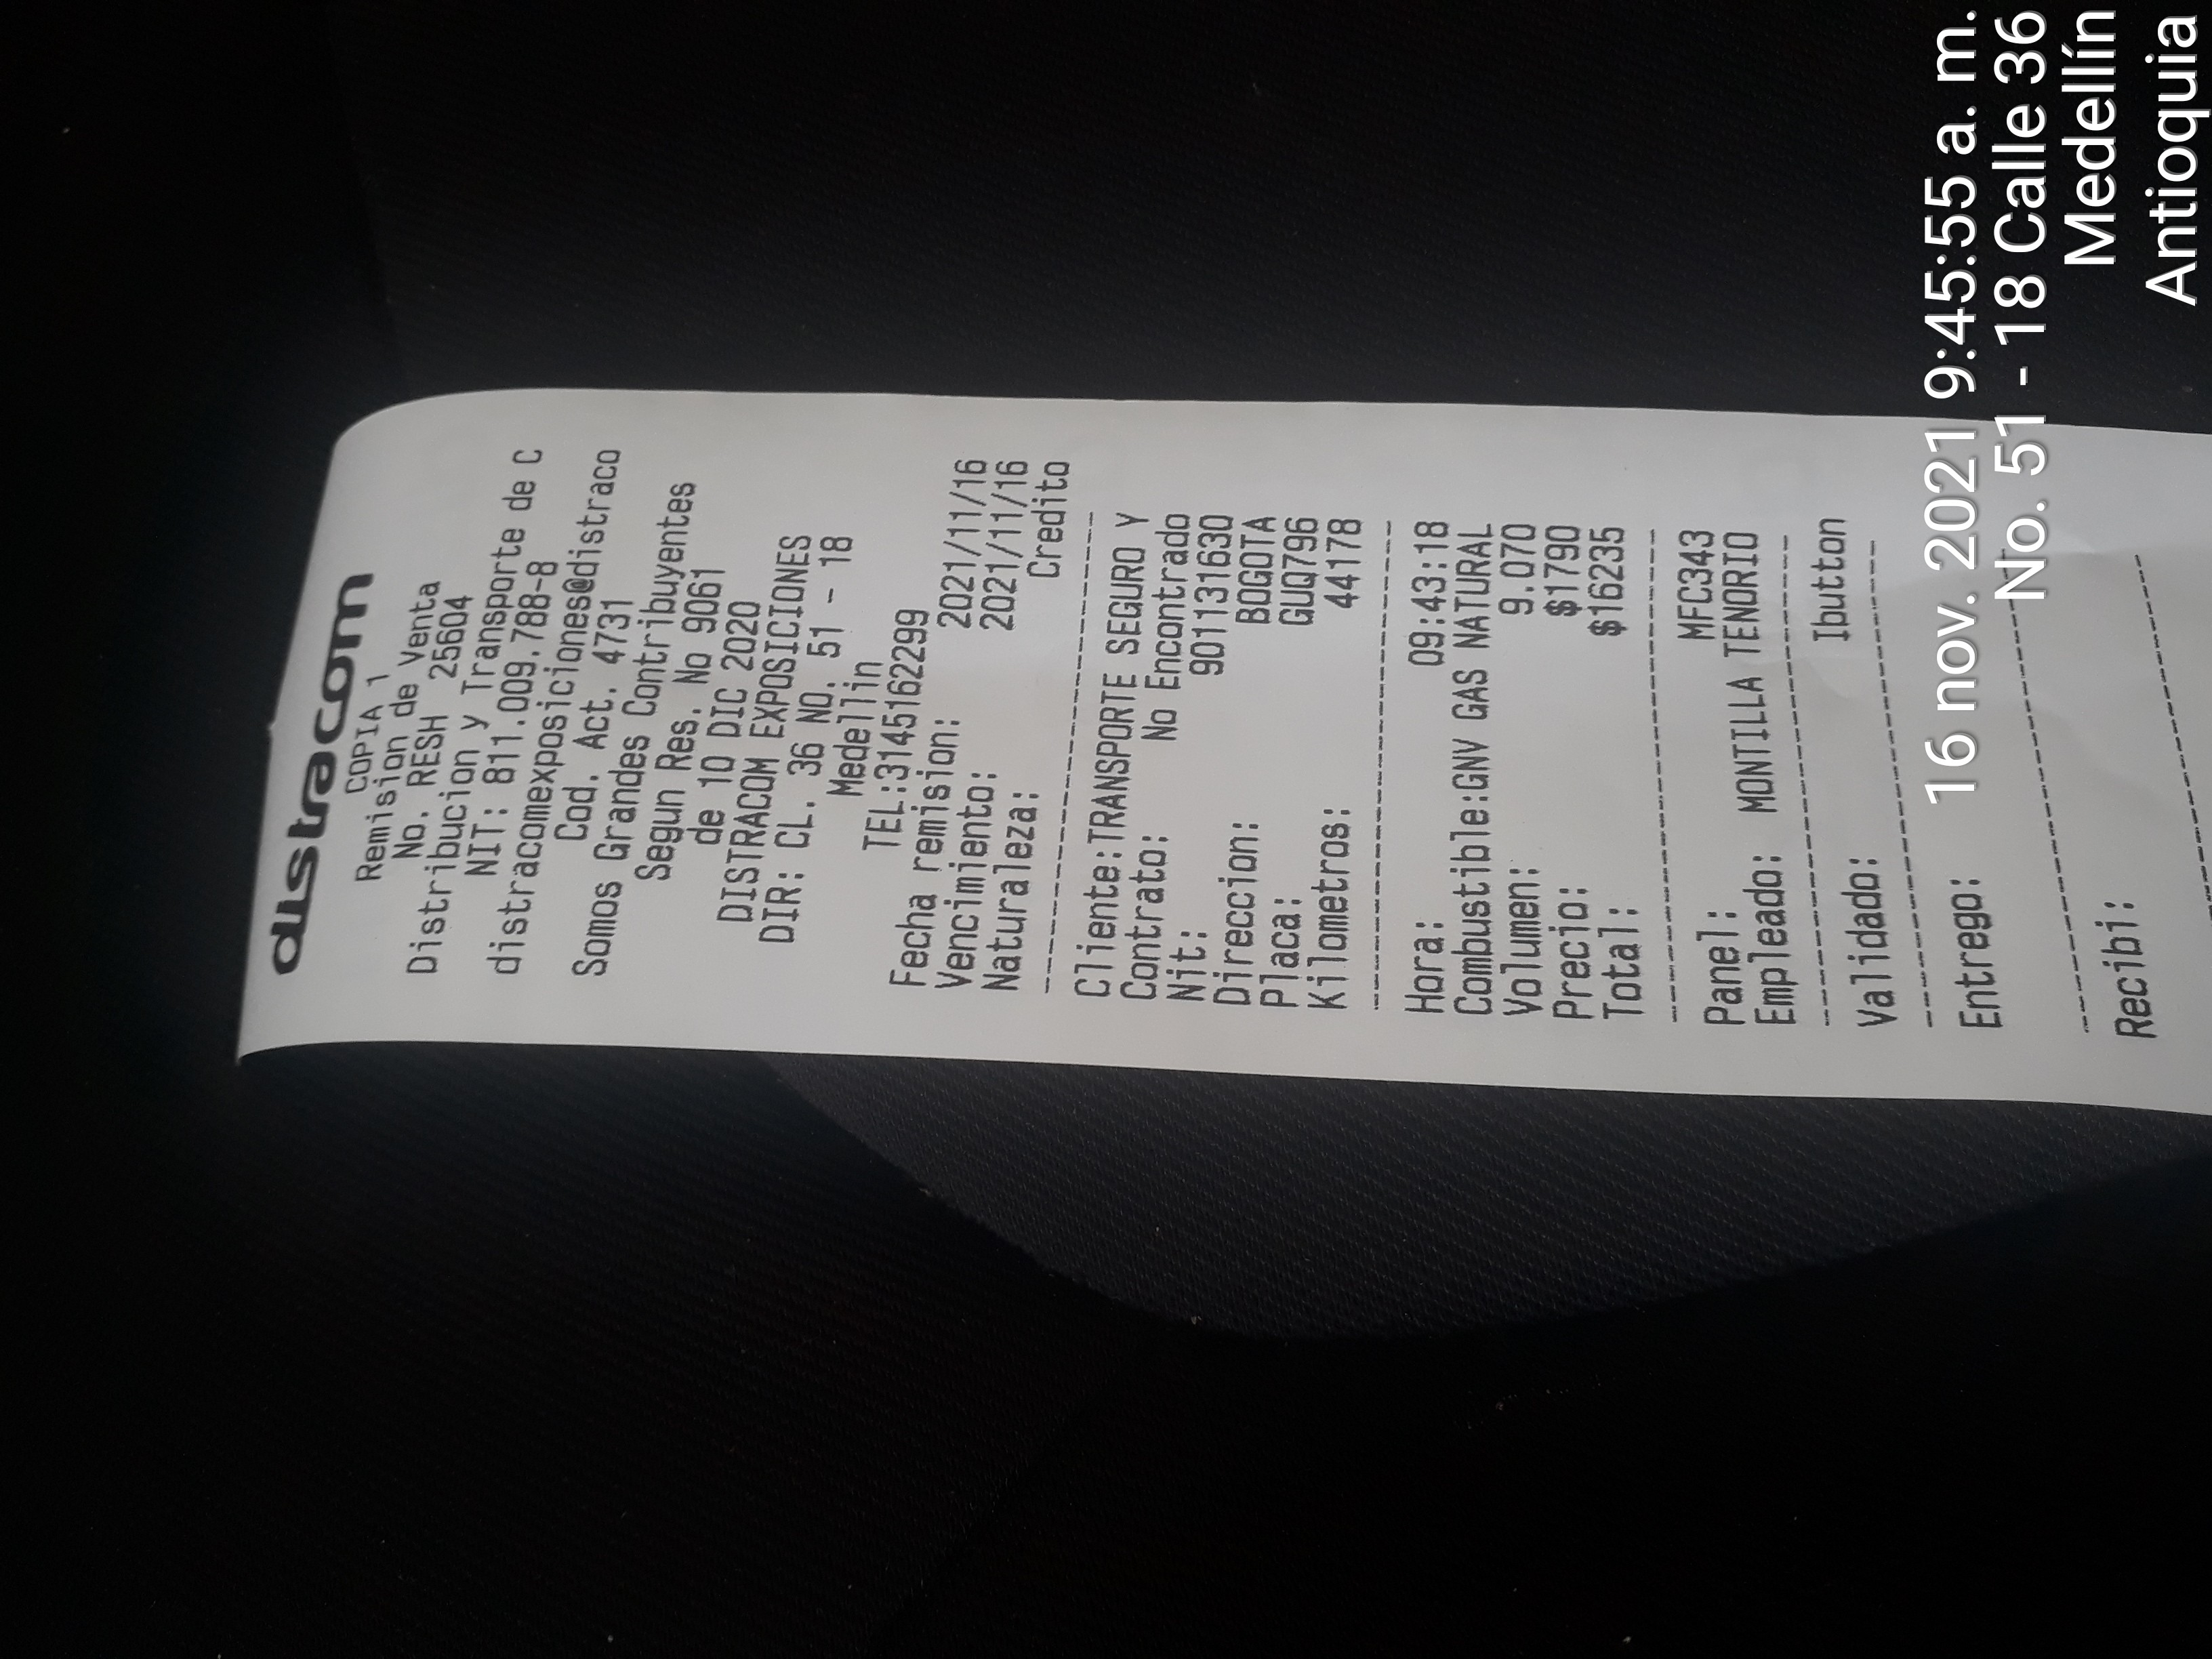 distracom
COPIA 1
Remision de Venta
No. RESH 25604
Distribucion y Transporte de C
NIT: 811.009.788-8
distracomexposiciones@distraco
Cod. Act. 4731
Somos Grandes Contribuyentes
Segun Res. No 9061
de 10 DIC 2020
DISTRACOM EXPOSICIONES
DIR: CL. 36 NO. 51 - 18
Medellin
TEL:3145162299
Fecha remision: 2021/11/16
Vencimiento: 2021/11/16
Naturaleza: Credito
Cliente:TRANSPORTE SEGURO Y
Contrato: No Encontrado
Nit: 901131630
Direccion: BOGOTA
Placa: GUQ796
Kilometros: 44178
Hora: 09:43:18
Combustible:GNV GAS NATURAL
Volumen: 9.070
Precio: $1790
Total: $16235
Panel: MFC343
Empleado: MONTILLA TENORIO
Validado: Ibutton
Entrego:
Recibi:
16 nov. 2021 9:45:55 a. m.
No. 51 - 18 Calle 36
Medellín
Antioquia